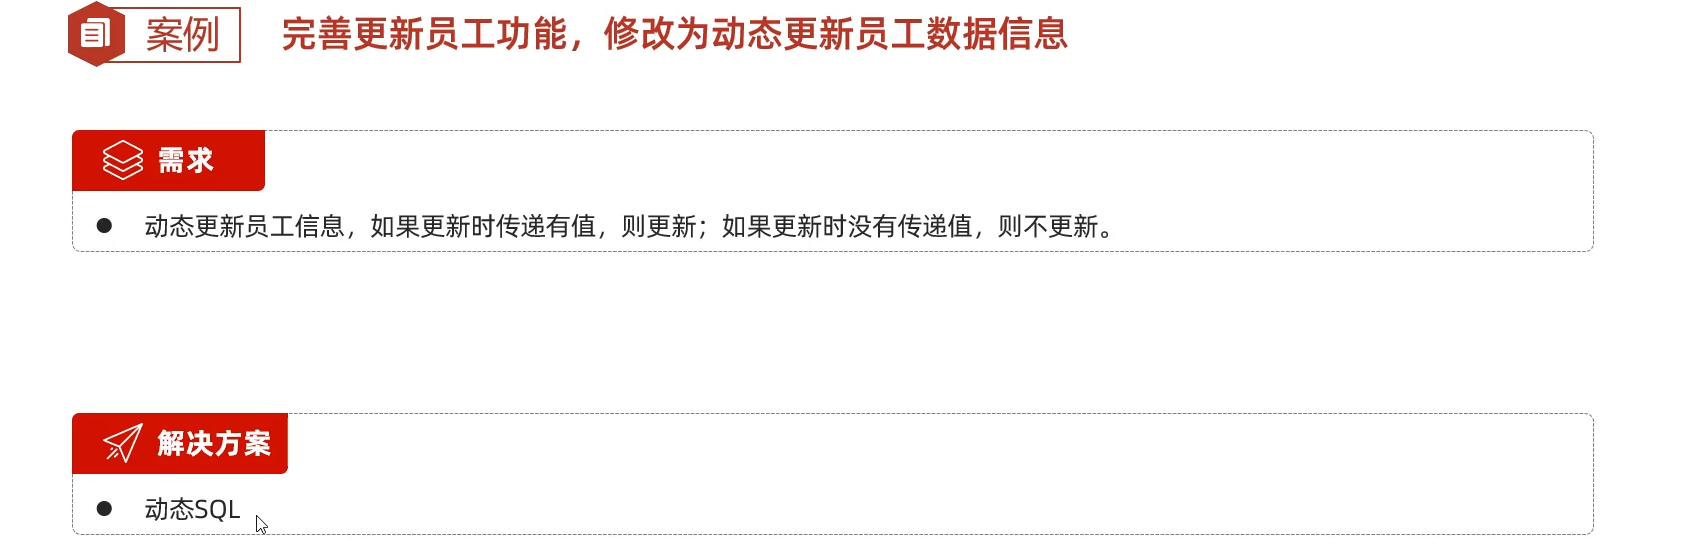 案例
完善更新员工功能，修改为动态更新员工数据信息
需求
动态更新员工信息，如果更新时传递有值，则更新；如果更新时没有传递值，则不更新。
解决方案
动态SQL